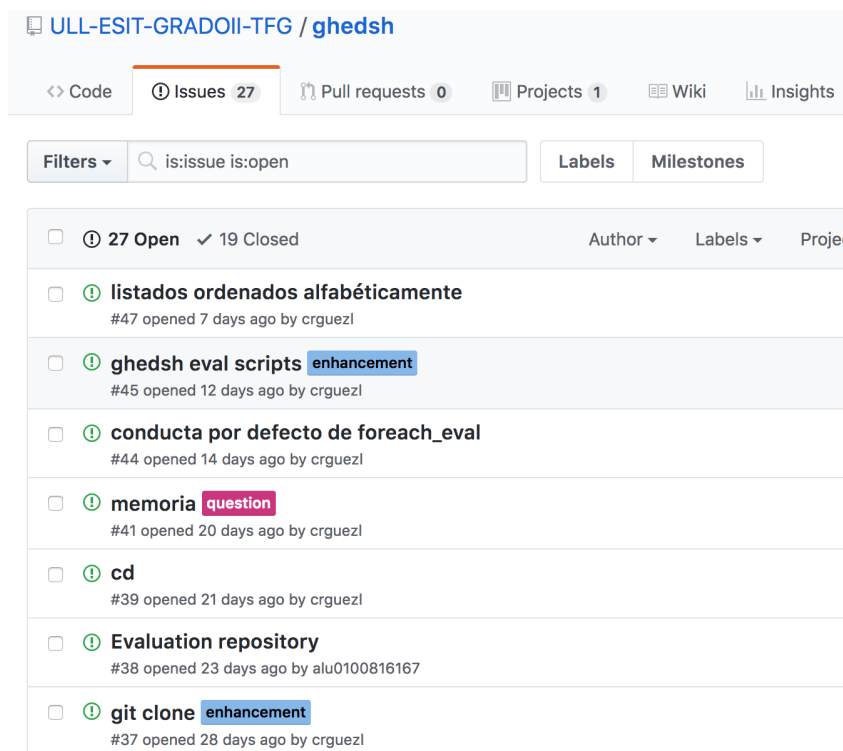 ULL-ESIT-GRADOII-TFG / ghedsh
Code Issues 27 Pull requests 0 Projects 1 Wiki Insights
Filters is:issue is:open Labels Milestones
27 Open 19 Closed Author Labels Proje
listados ordenados alfabéticamente
#47 opened 7 days ago by crguezl
ghedsh eval scripts enhancement
#45 opened 12 days ago by crguezl
conducta por defecto de foreach_eval
#44 opened 14 days ago by crguezl
memoria question
#41 opened 20 days ago by crguezl
cd
#39 opened 21 days ago by crguezl
Evaluation repository
#38 opened 23 days ago by alu0100816167
git clone enhancement
#37 opened 28 days ago by crguezl